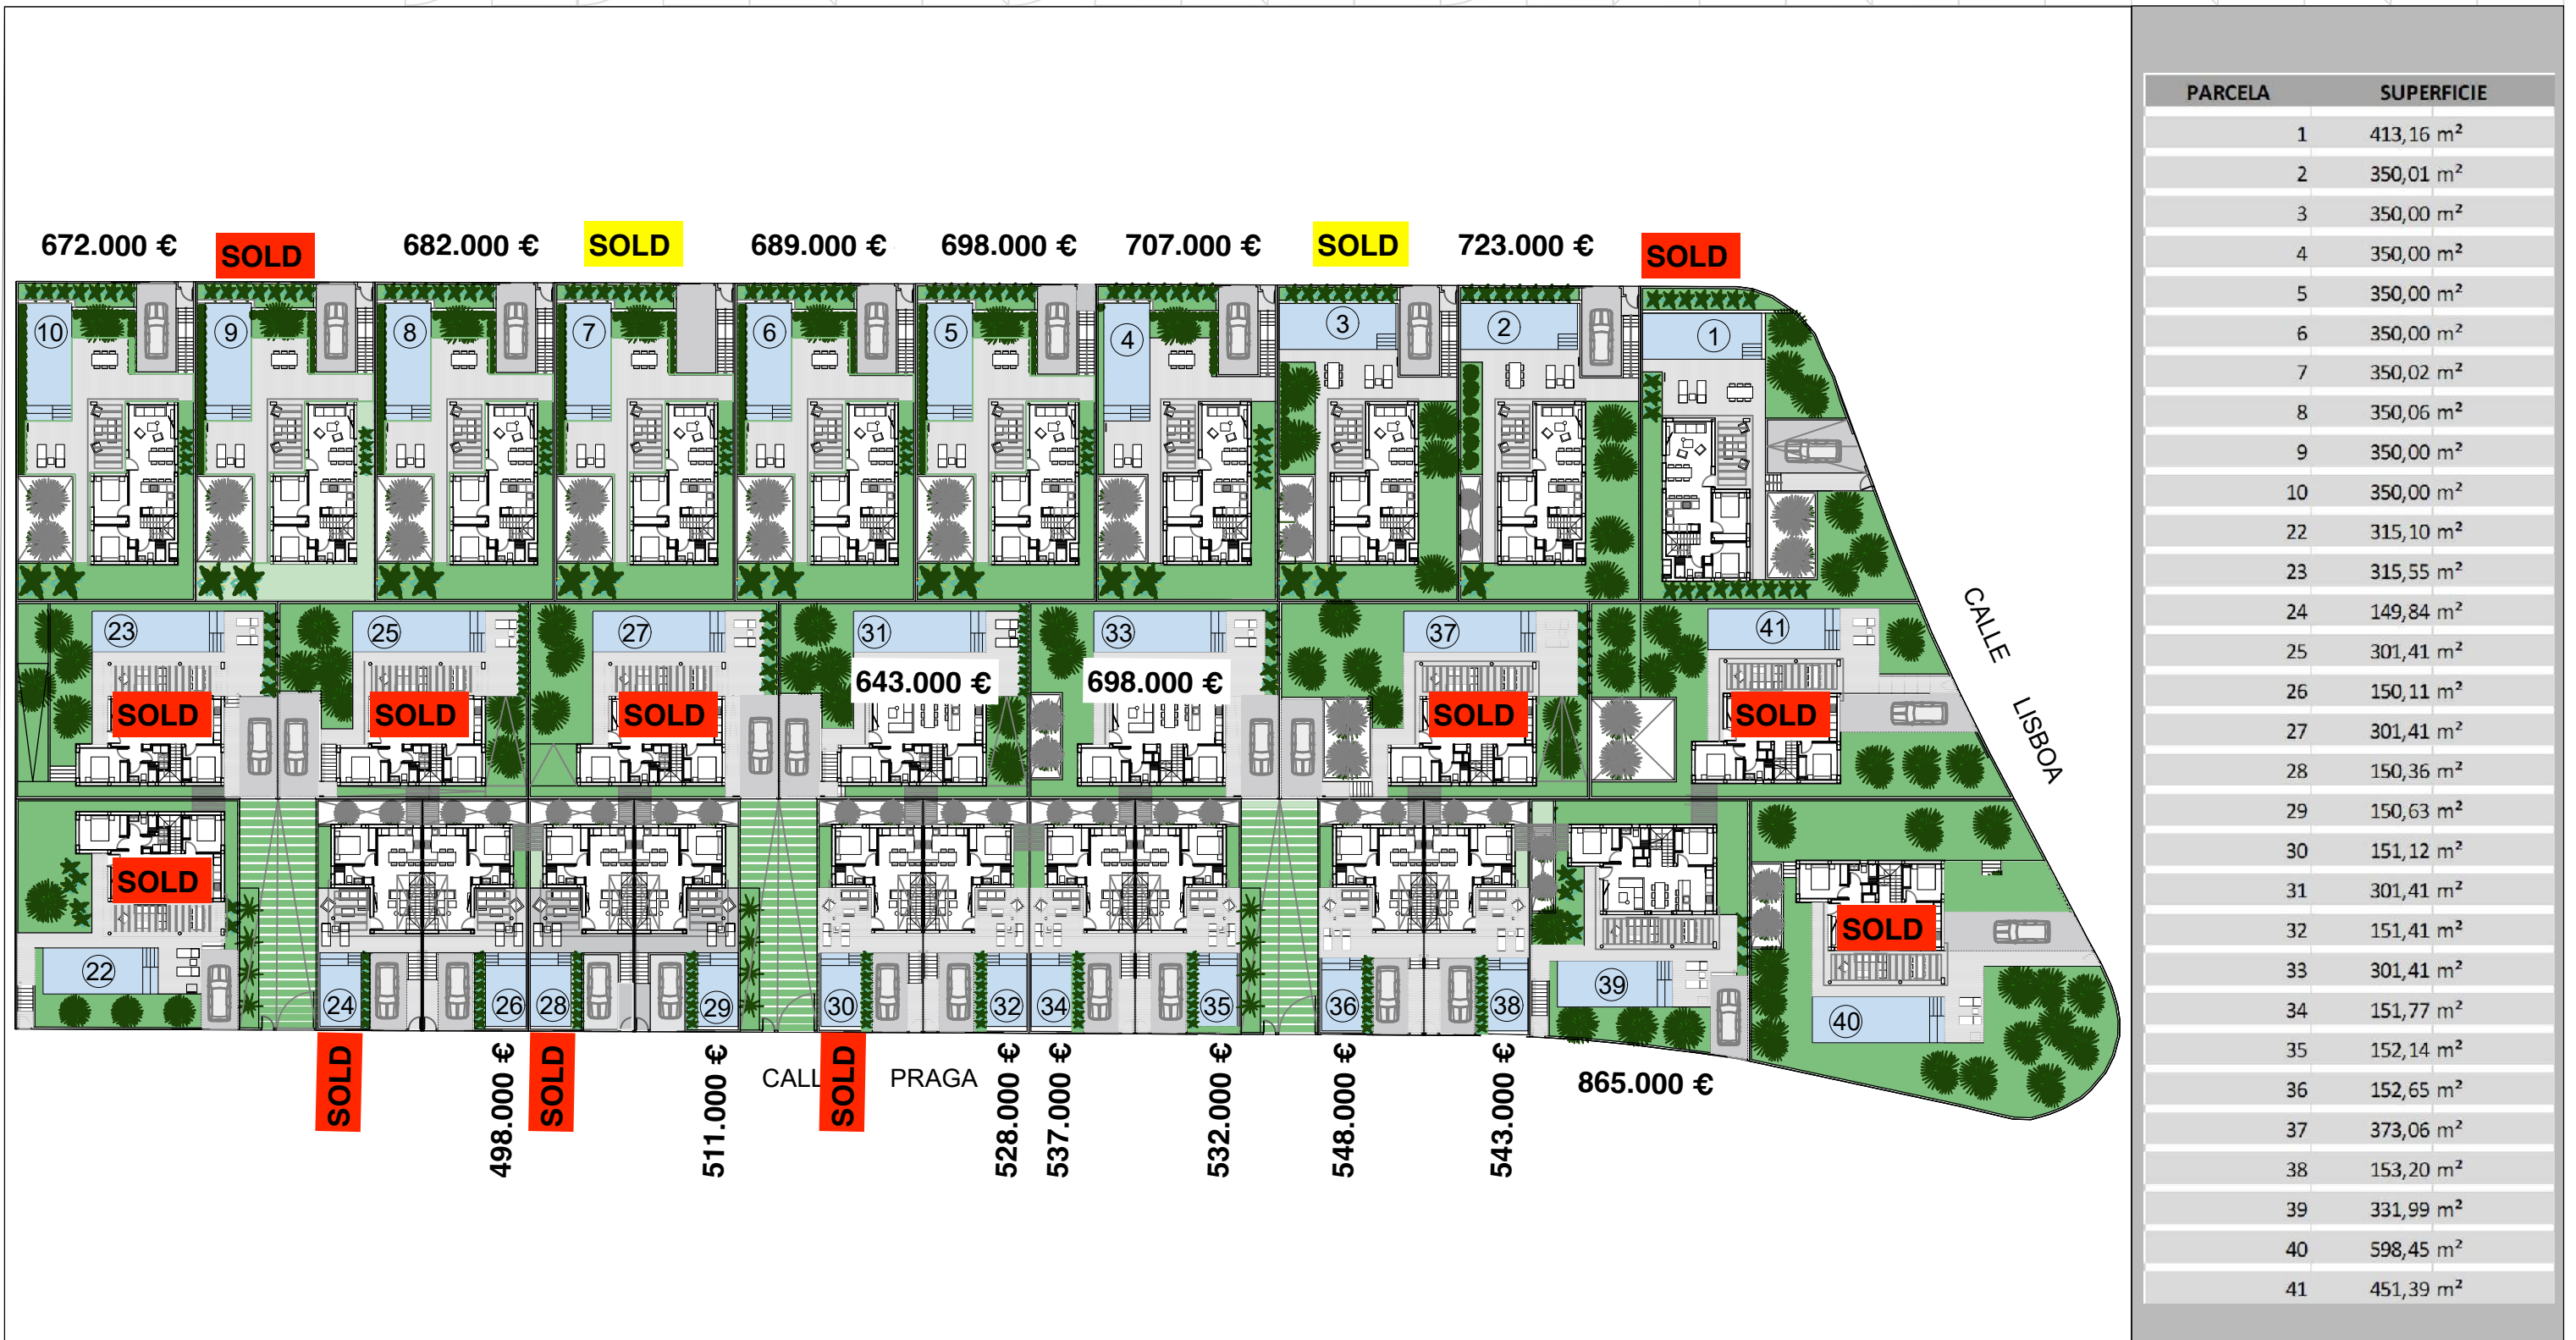 672.000 €
SOLD
682.000 €
SOLD
689.000 €
698.000 €
707.000 €
SOLD
723.000 €
SOLD
10
9
8
7
6
5
4
3
2
1
23
25
27
31
33
37
41
SOLD
SOLD
SOLD
643.000 €
698.000 €
SOLD
SOLD
CALLE LISBOA
SOLD
SOLD
22
24
26
28
29
30
32
34
35
36
38
39
40
SOLD
498.000 €
SOLD
511.000 €
CALL
SOLD
PRAGA
528.000 €
537.000 €
532.000 €
548.000 €
543.000 €
865.000 €
PARCELA SUPERFICIE
1 413,16 m²
2 350,01 m²
3 350,00 m²
4 350,00 m²
5 350,00 m²
6 350,00 m²
7 350,02 m²
8 350,06 m²
9 350,00 m²
10 350,00 m²
22 315,10 m²
23 315,55 m²
24 149,84 m²
25 301,41 m²
26 150,11 m²
27 301,41 m²
28 150,36 m²
29 150,63 m²
30 151,12 m²
31 301,41 m²
32 151,41 m²
33 301,41 m²
34 151,77 m²
35 152,14 m²
36 152,65 m²
37 373,06 m²
38 153,20 m²
39 331,99 m²
40 598,45 m²
41 451,39 m²